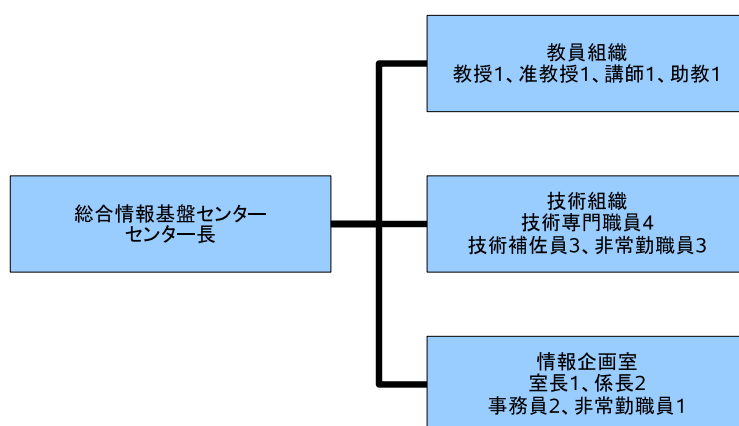 総合情報基盤センター
センター長
教員組織
教授1、准教授1、講師1、助教1
技術組織
技術専門職員4
技術補佐員3、非常勤職員3
情報企画室
室長1、係長2
事務員2、非常勤職員1